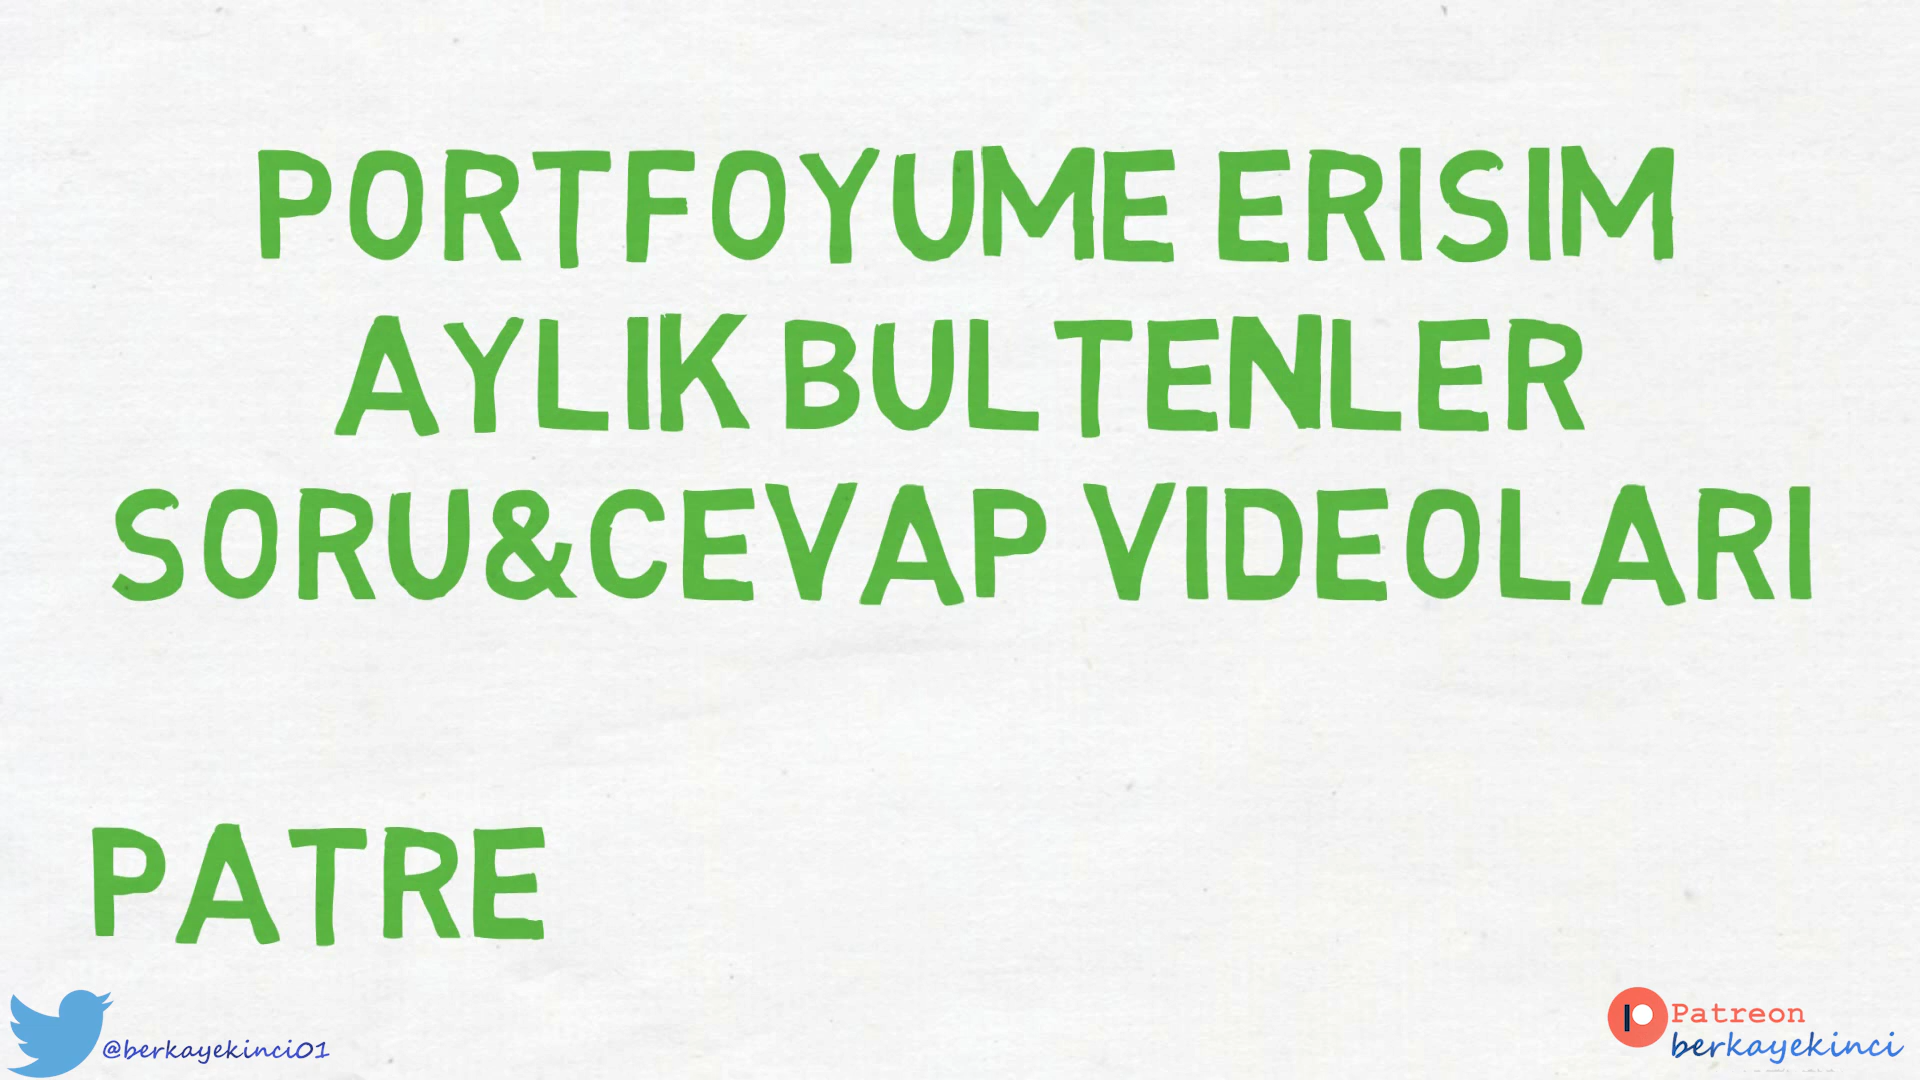 PORTFOYUME ERISIM
AYLIK BULTENLER
SORU&CEVAP VIDEOLARI
PATRE
@berkayekinci01
Patreon
berkayekinci